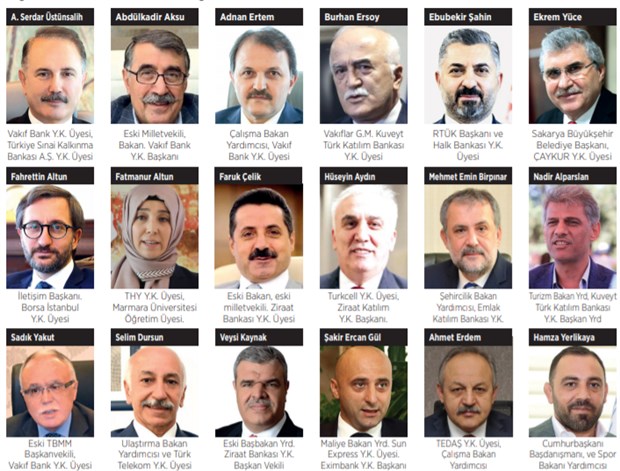 A. Serdar Üstünsalih
Vakıf Bank Y.K. Üyesi,
Türkiye Sınai Kalkınma
Bankası A.Ş. Y.K. Üyesi
Abdülkadir Aksu
Eski Milletvekili,
Bakan. Vakıf Bank
Y.K. Başkanı
Adnan Ertem
Çalışma Bakan
Yardımcısı, Vakıf
Bank Y.K. Üyesi
Burhan Ersoy
Vakıflar G.M. Kuveyt
Türk Katılım Bankası
Y.K. Üyesi
Ebubekir Şahin
RTÜK Başkanı ve
Halk Bankası Y.K.
Üyesi
Ekrem Yüce
Sakarya Büyükşehir
Belediye Başkanı,
ÇAYKUR Y.K. Üyesi
Fahrettin Altun
İletişim Başkanı.
Borsa İstanbul
Y.K Üyesi
Fatmanur Altun
THY Y.K. Üyesi,
Marmara Üniversitesi
Öğretim Üyesi.
Faruk Çelik
Eski Bakan, eski
milletvekili. Ziraat
Bankası Y.K Üyesi
Hüseyin Aydın
Turkcell Y.K. Üyesi,
Ziraat Katılım
Y.K. Başkanı.
Mehmet Emin Birpınar
Şehircilik Bakan
Yardımcısı, Emlak
Katılım Bankası Y.K.
Nadir Alparslan
Turizm Bakan Yrd, Kuveyt
Türk Katılım Bankası
Y.K. Başkan Yrd
Sadık Yakut
Eski TBMM
Başkanvekili,
Vakıf Bank Y.K. Üyesi
Selim Dursun
Ulaştırma Bakan
Yardımcısı ve Türk
Telekom Y.K. Üyesi
Veysi Kaynak
Eski Başbakan Yrd.
Ziraat Bankası Y.K
Başkan Vekili
Şakir Ercan Gül
Maliye Bakan Yrd. Sun
Express Y.K. Üyesi.
Eximbank Y.K. Başkanı
Ahmet Erdem
TEDAŞ Y.K. Üyesi,
Çalışma Bakan
Yardımcısı
Hamza Yerlikaya
Cumhurbaşkanı
Başdanışmanı, ve Spor
Bakanı Yardımcısı